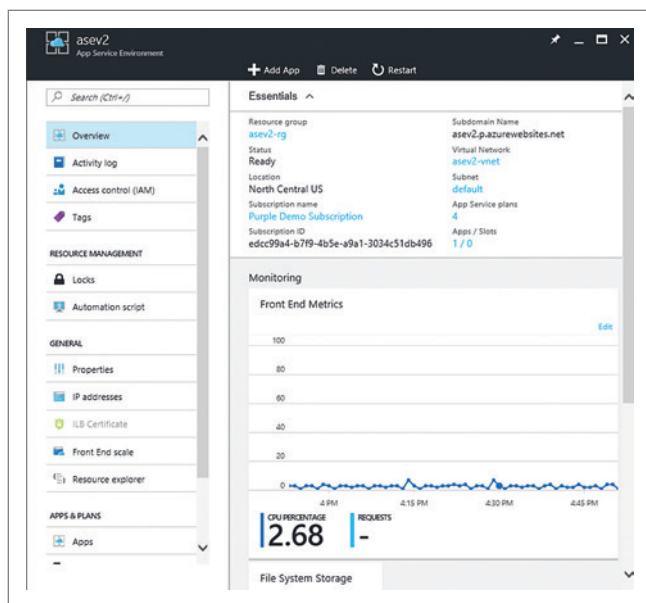 asev2
App Service Environment
Add App Delete Restart
Search (Ctrl+/)
Overview
Activity log
Access control (IAM)
Tags
RESOURCE MANAGEMENT
Locks
Automation script
GENERAL
Properties
IP addresses
ILB Certificate
Front End scale
Resource explorer
APPS & PLANS
Apps
Essentials
Resource group
asev2-rg
Status
Ready
Location
North Central US
Subscription name
Purple Demo Subscription
Subscription ID
edcc99a4-b7f9-4b5e-a9a1-3034c51db496
Subdomain Name
asev2.p.azurewebsites.net
Virtual Network
asev2-vnet
Subnet
default
App Service plans
4
Apps / Slots
1 / 0
Monitoring
Front End Metrics
Edit
100
80
60
40
20
0
4 PM 4:15 PM 4:30 PM 4:45 PM
CPU PERCENTAGE REQUESTS
2.68 -
File System Storage